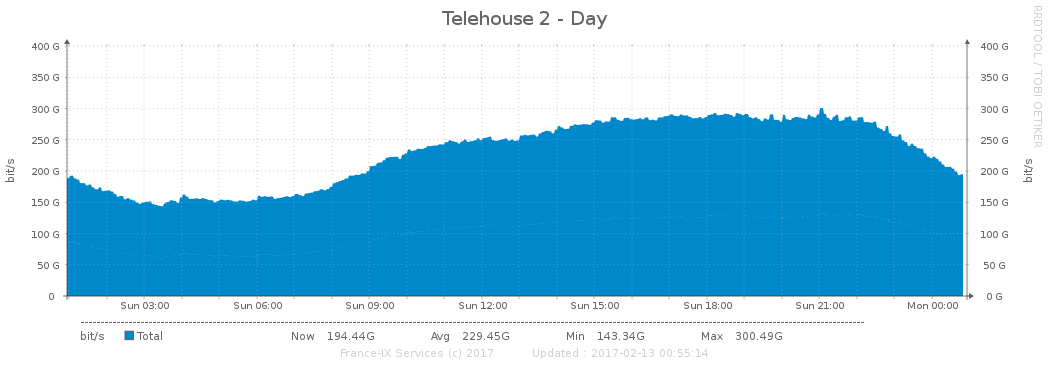 Telehouse 2 - Day
RRDTOOL / TOBI OETIKER
400 G 400 G
350 G 350 G
300 G 300 G
250 G 250 G
200 G 200 G
150 G 150 G
100 G 100 G
50 G 50 G
0 0 G
bit/s
bit/s
Sun 03:00 Sun 06:00 Sun 09:00 Sun 12:00 Sun 15:00 Sun 18:00 Sun 21:00 Mon 00:00
bit/s Total Now 194.44G Avg 229.45G Min 143.34G Max 300.49G
France-IX Services (c) 2017 Updated : 2017-02-13 00:55:14